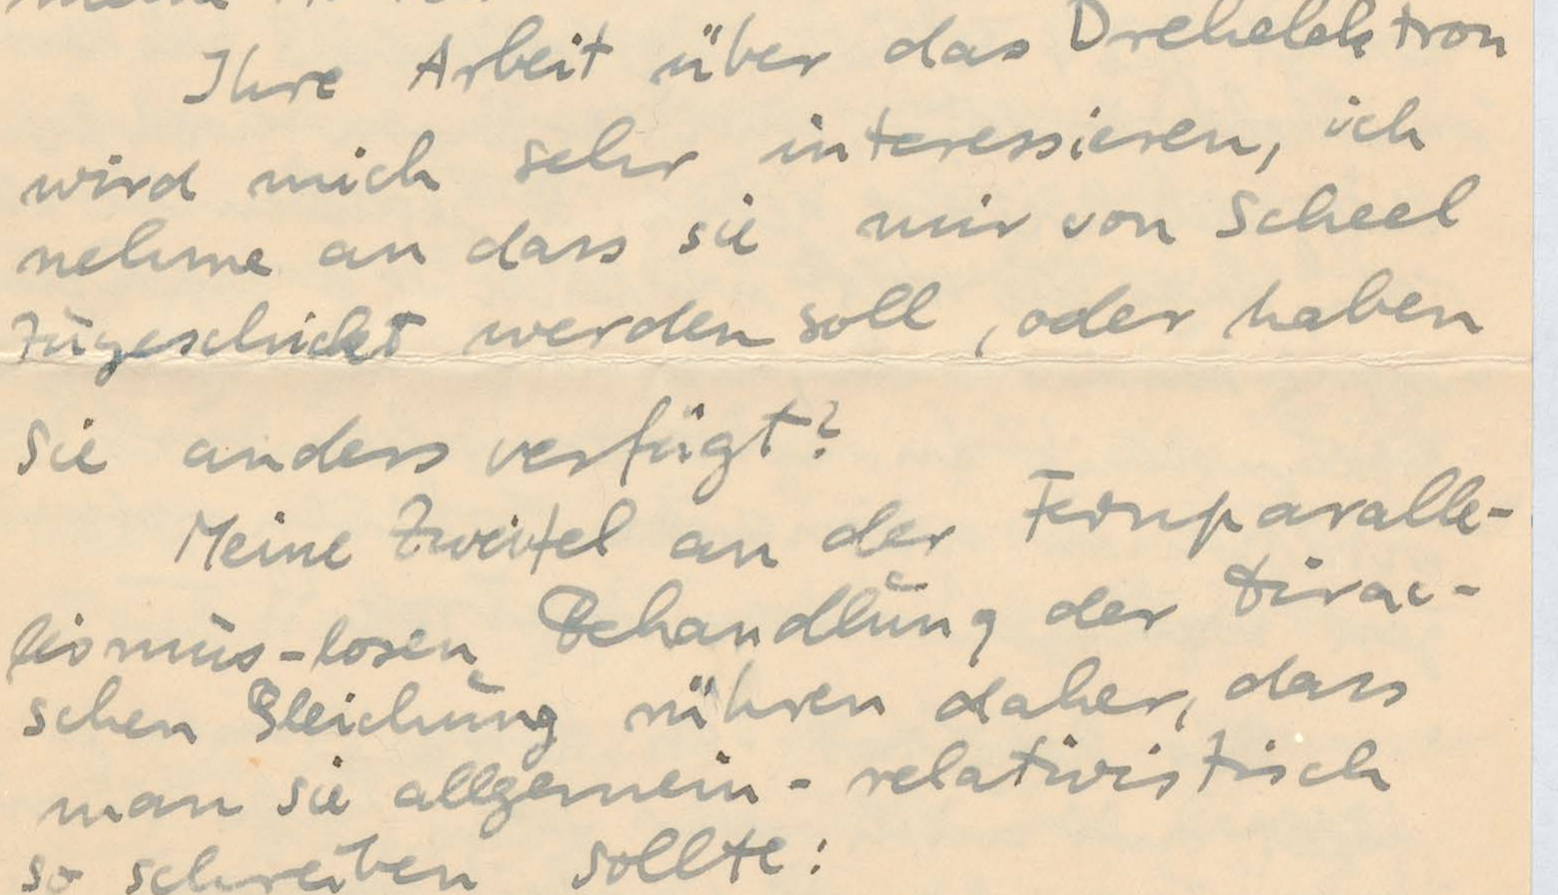 Ihre Arbeit über das Drehelektron
wird mich sehr interessieren, ich
nehme an dass sie mir von Scheel
zugeschickt werden soll, oder haben
Sie anders verfügt?
Meine Zweifel an der Fernparalle-
lismus-losen Behandlung der Dirac-
schen Gleichung rühren daher, dass
man sie allgemein-relativistisch
so schreiben sollte: